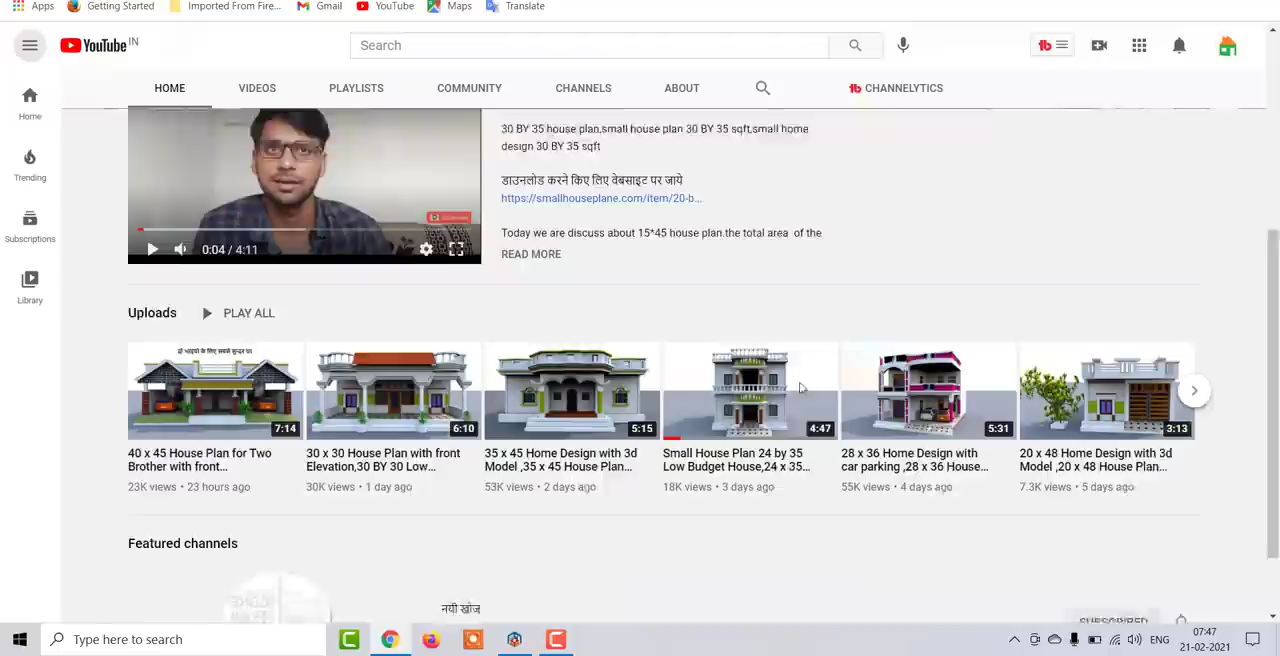 Apps Getting Started Imported From Fire... Gmail YouTube Maps Translate
YouTube IN Search
HOME VIDEOS PLAYLISTS COMMUNITY CHANNELS ABOUT CHANNELYTICS
Home
Trending
Subscriptions
Library
0:04 / 4:11
30 BY 35 house plan,small house plan 30 BY 35 sqft,small home
design 30 BY 35 sqft
डाउनलोड करने किए लिए वेबसाइट पर जाये
https://smallhouseplane.com/item/20-b...
Today we are discuss about 15*45 house plan.the total area of the
READ MORE
Uploads PLAY ALL
दो भाइयो के लिए सबसे सुन्दर घर
7:14 6:10 5:15 4:47 5:31 3:13
40 x 45 House Plan for Two
Brother with front...
23K views • 23 hours ago
30 x 30 House Plan with front
Elevation,30 BY 30 Low...
30K views • 1 day ago
35 x 45 Home Design with 3d
Model ,35 x 45 House Plan...
53K views • 2 days ago
Small House Plan 24 by 35
Low Budget House,24 x 35...
18K views • 3 days ago
28 x 36 Home Design with
car parking ,28 x 36 House...
55K views • 4 days ago
20 x 48 Home Design with 3d
Model ,20 x 48 House Plan...
7.3K views • 5 days ago
Featured channels
नयी खोज
SUBSCRIBED
Type here to search
ENG
07:47
21-02-2021